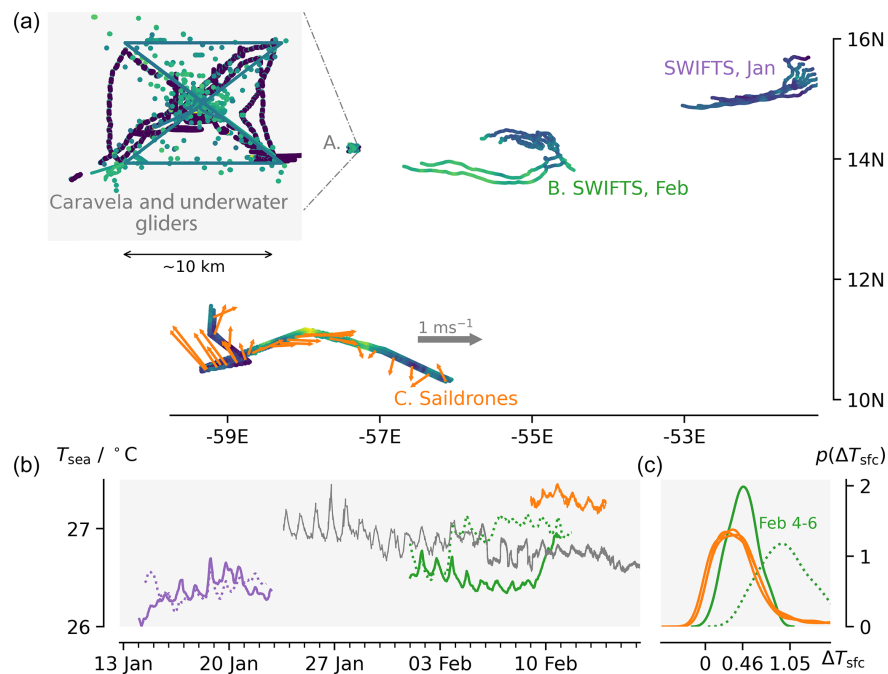 (a)
16N
SWIFTS, Jan
A.
14N
B. SWIFTS, Feb
Caravela and underwater
gliders
~10 km
12N
1 ms⁻¹
C. Saildrones
10N
-59E -57E -55E -53E
(b) T_sea / °C (c) p(ΔT_sfc)
2
27
Feb 4-6
1
26
0
13 Jan 20 Jan 27 Jan 03 Feb 10 Feb 0 0.46 1.05 ΔT_sfc